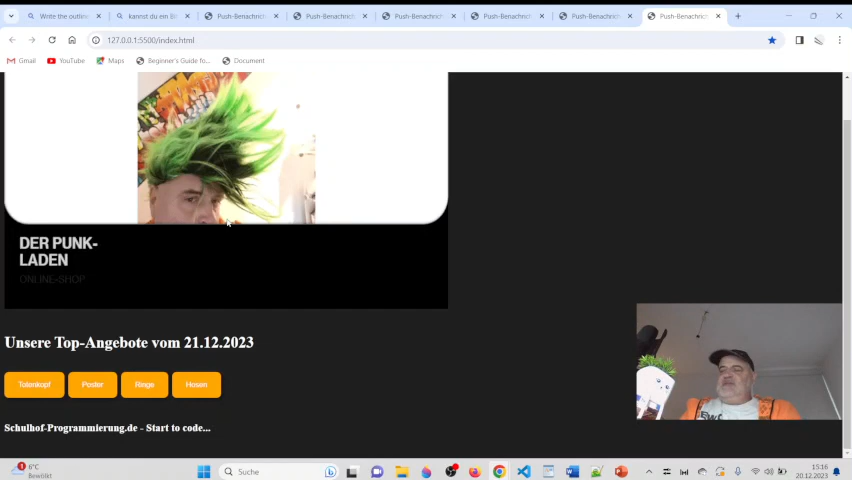 Write the outline
kannst du em Bi
Push-Benachrich
Push-Benachrich
Push-Benachrich
Push-Benachrich
Push-Benachrich
Push-Benachrich
127.0.0.1:5500/index.html
Gmail
YouTube
Maps
Beginner's Guide fo...
Document
DER PUNK-
LADEN
ONLINE-SHOP
Unsere Top-Angebote vom 21.12.2023
Totenkopf
Poster
Ringe
Hosen
Schulhof-Programmierung.de - Start to code...
1
6°C
Bewölkt
Suche
15:16
20.12.2023